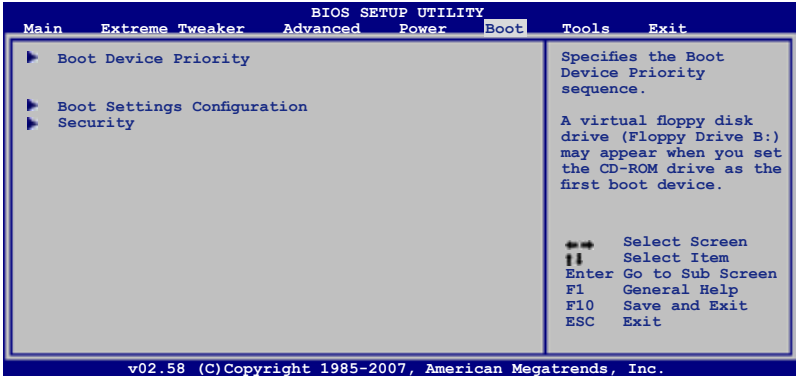 BIOS SETUP UTILITY
Main Extreme Tweaker Advanced Power Boot Tools Exit
Boot Device Priority
Boot Settings Configuration
Security
Specifies the Boot
Device Priority
sequence.
A virtual floppy disk
drive (Floppy Drive B:)
may appear when you set
the CD-ROM drive as the
first boot device.
Select Screen
Select Item
Enter Go to Sub Screen
F1 General Help
F10 Save and Exit
ESC Exit
v02.58 (C)Copyright 1985-2007, American Megatrends, Inc.